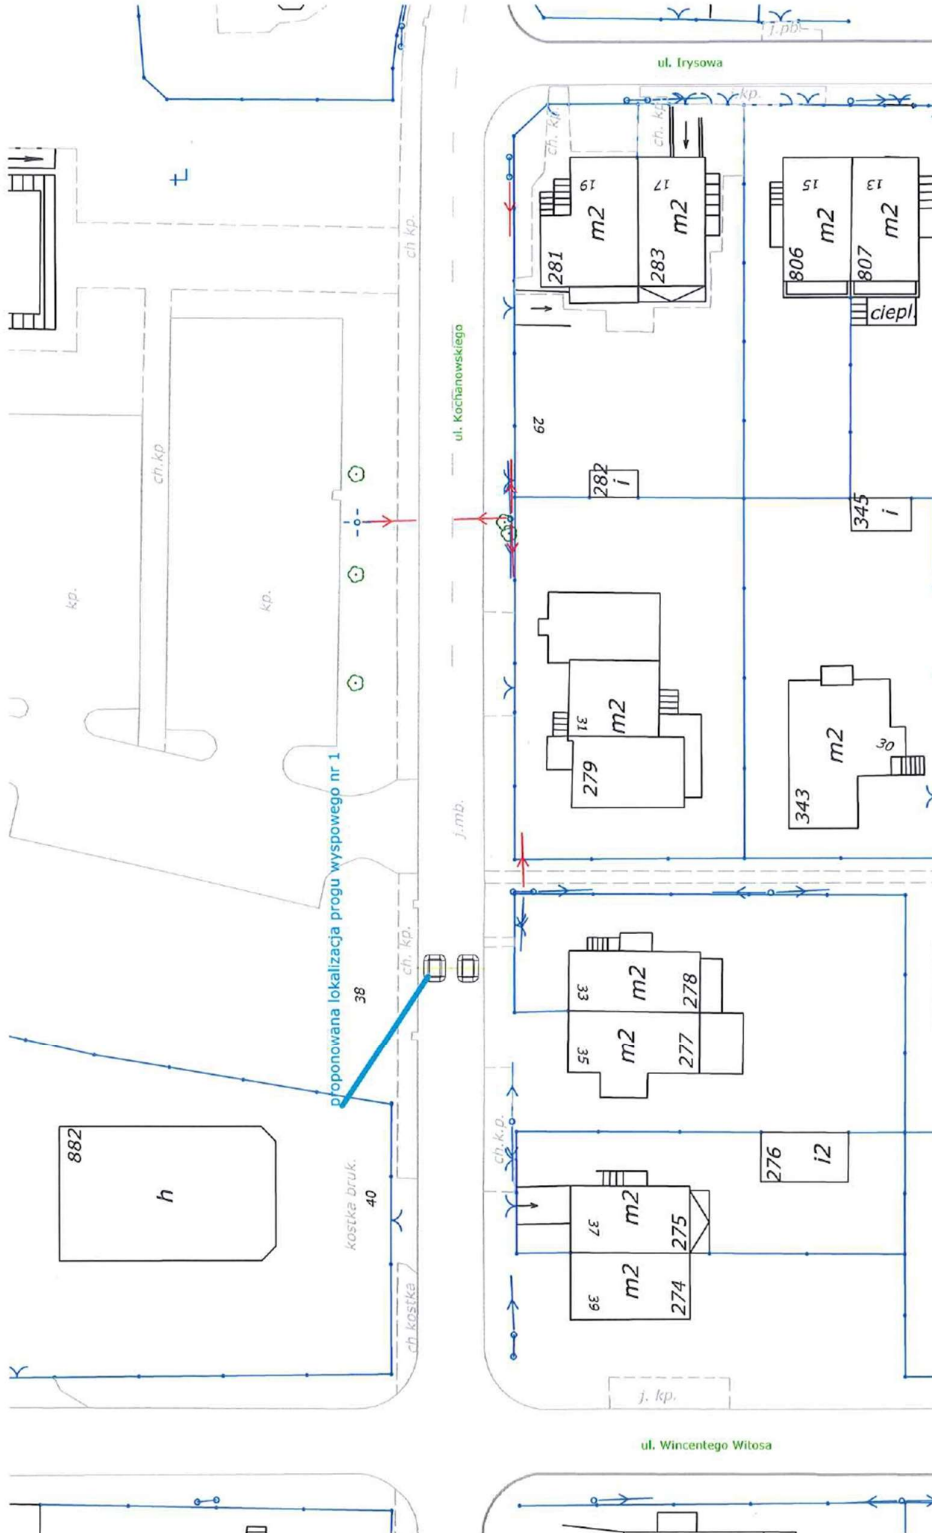 j.pbl
ul. Irysowa
j.kp.
ch. kp
ch. kp
t
19
17
15
13
m2
m2
m2
m2
281
283
806
807
ch kp.
ciepl.
ul. Kochanowskiego
29
ch.kp
282
i
345
i
kp.
kp.
31
m2
279
m2
30
343
j.mb.
proponowana lokalizacja progu wyspowego nr 1
ch. kp.
38
33
m2
278
35
m2
277
ch.k.p.
882
h
kostka bruk.
40
276
i2
37
m2
275
39
m2
274
ch kostka
j. kp.
ul. Wincentego Witosa